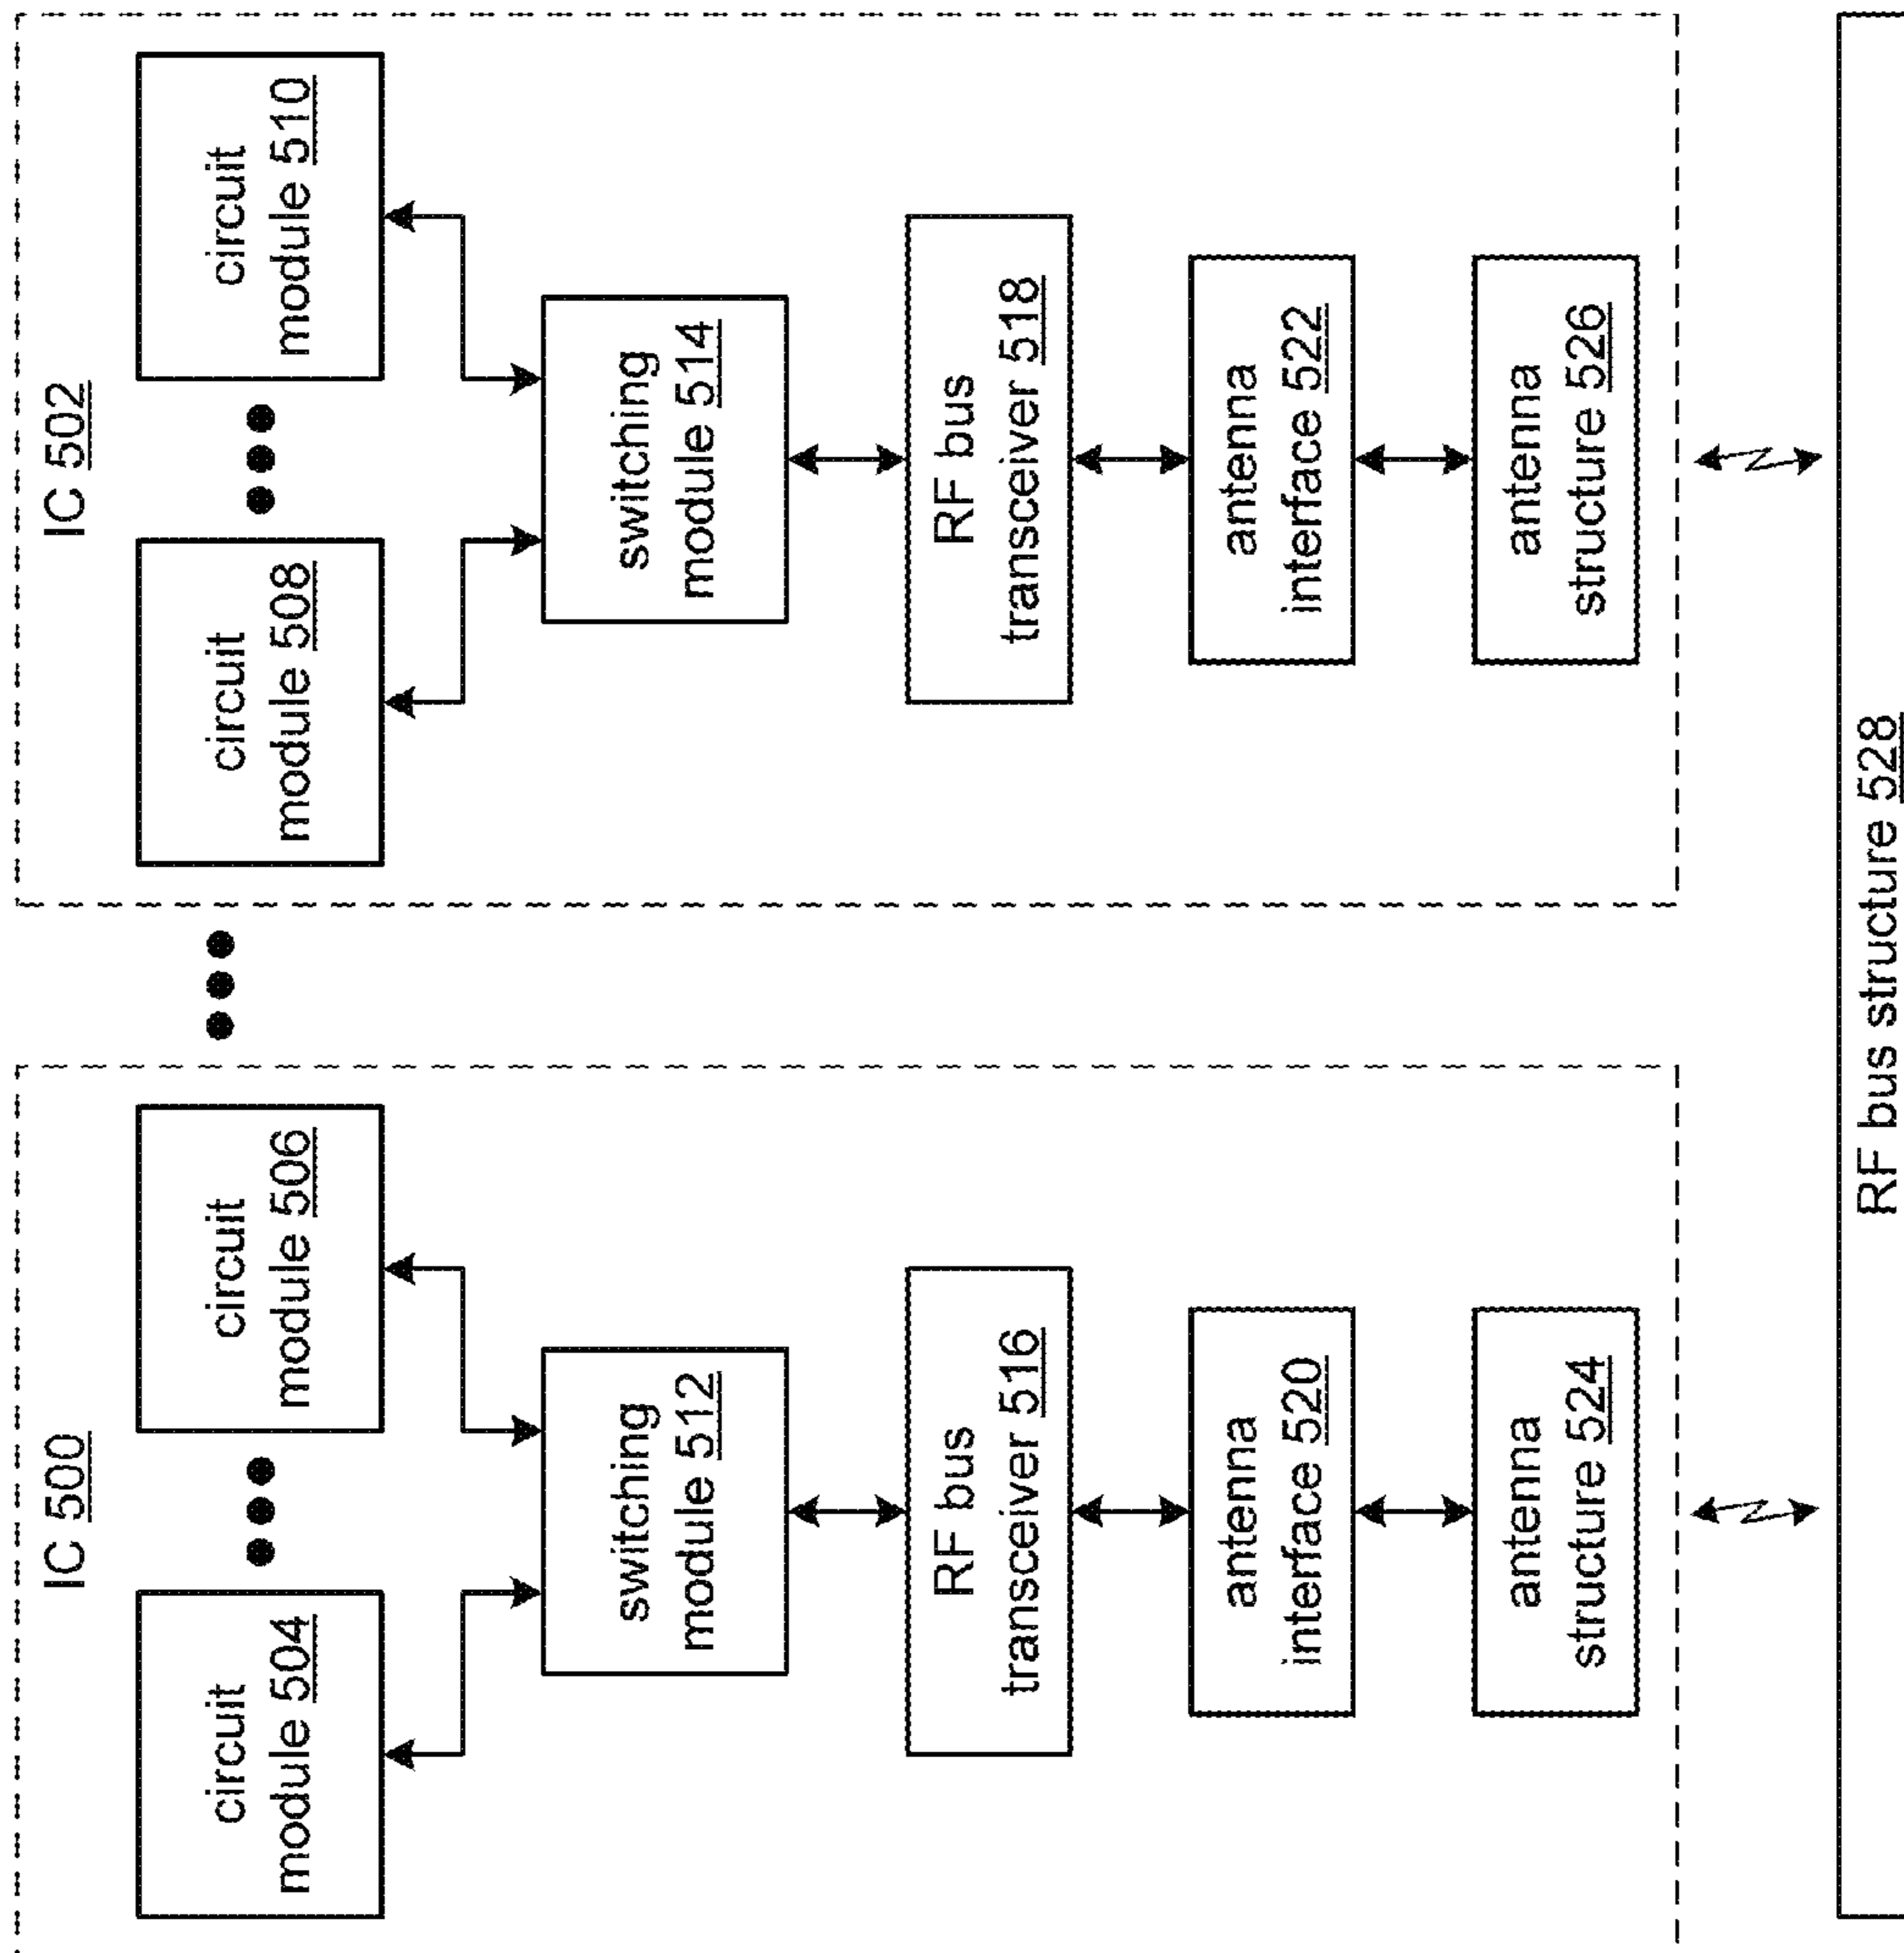 IC 500
circuit
module 504
circuit
module 506
switching
module 512
RF bus
transceiver 516
antenna
interface 520
antenna
structure 524
IC 502
circuit
module 508
circuit
module 510
switching
module 514
RF bus
transceiver 518
antenna
interface 522
antenna
structure 526
RF bus structure 528